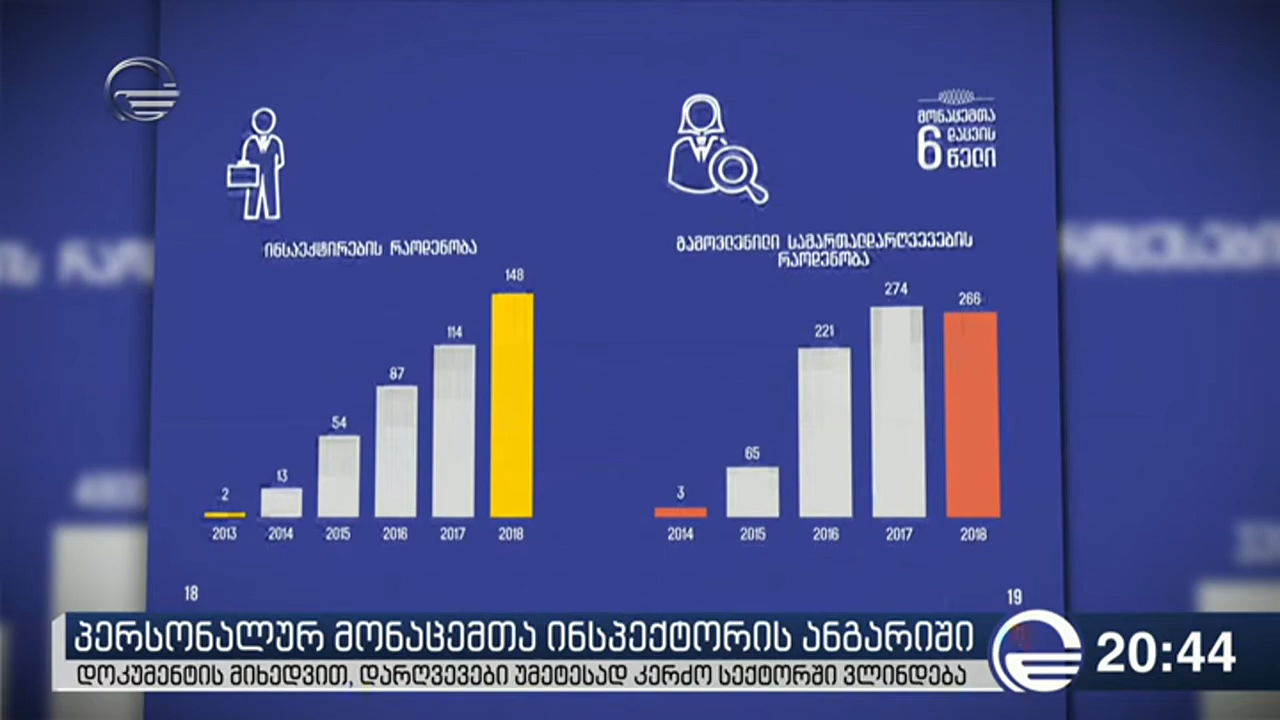 მონაცემთა
6 დაცვის
წელი
ინსპექტირების რაოდენობა
148
114
87
54
13
2
2013 2014 2015 2016 2017 2018
გამოვლენილი სამართალდარღვევების
რაოდენობა
274
266
221
65
3
2014 2015 2016 2017 2018
18
19
პერსონალურ მონაცემთა ინსპექტორის ანგარიში
დოკუმენტის მიხედვით, დარღვევები უმეტესად კერძო სექტორში ვლინდება
20:44